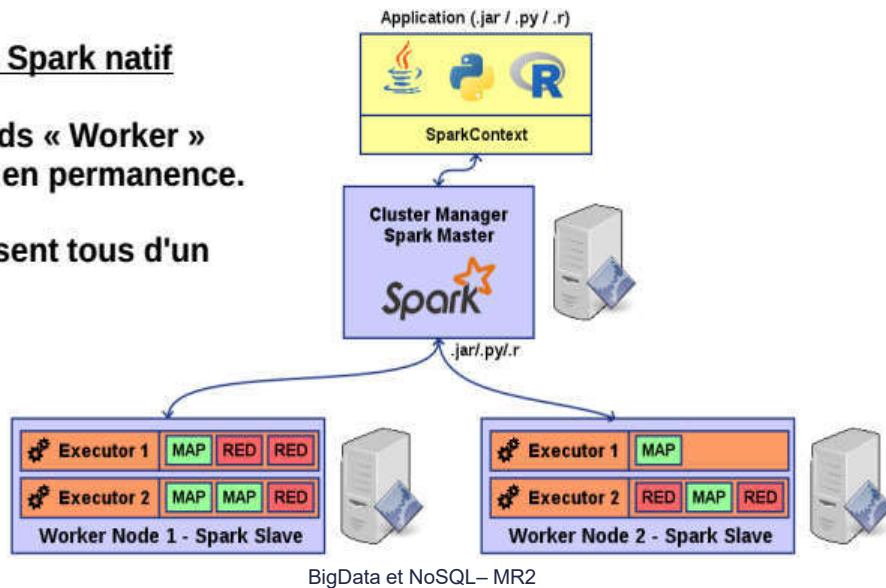 Application (.jar / .py / .r)
Spark natif
ds « Worker »
en permanence.
sent tous d'un
R
SparkContext
Cluster Manager
Spark Master
Spark
.jar/.py/.r
Executor 1 MAP RED RED
Executor 2 MAP MAP RED
Worker Node 1 - Spark Slave
Executor 1 MAP
Executor 2 RED MAP RED
Worker Node 2 - Spark Slave
BigData et NoSQL– MR2